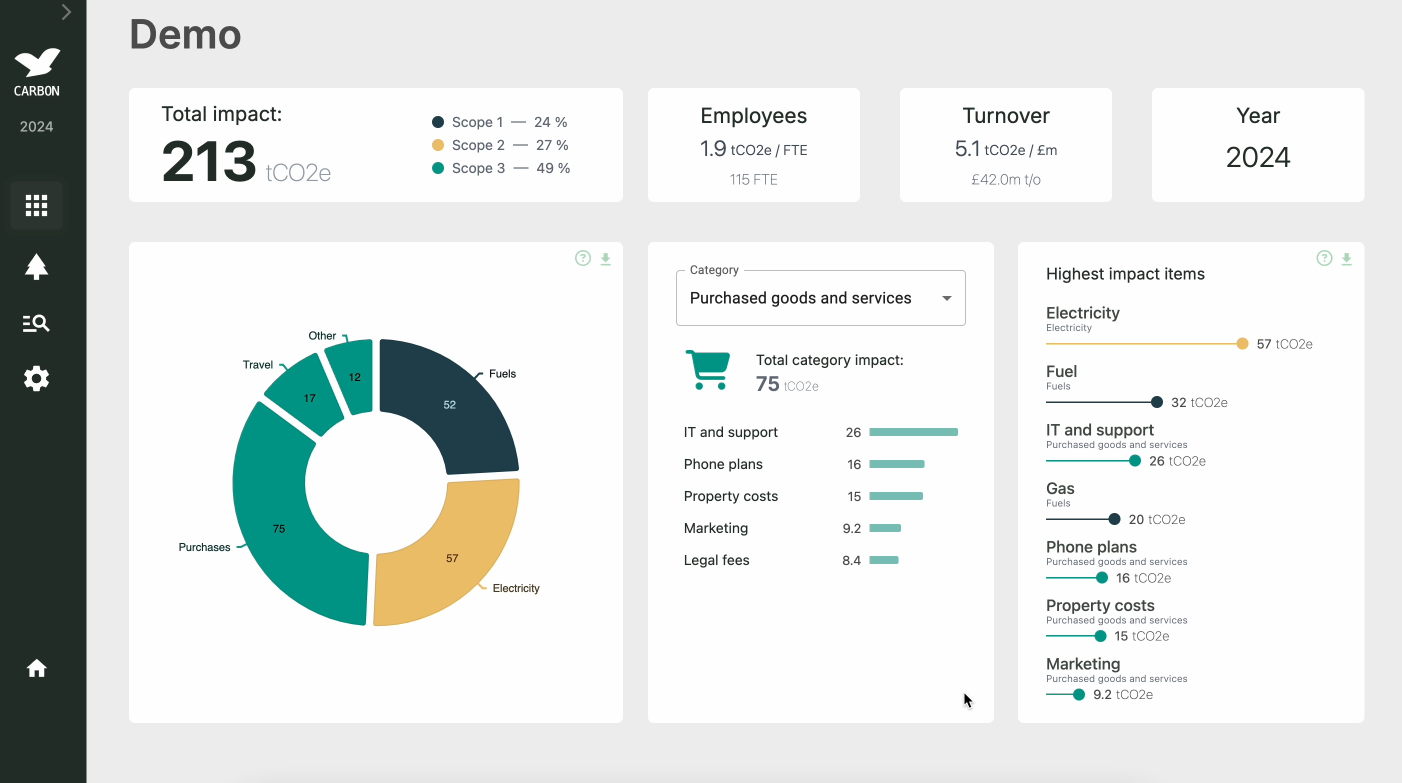 Demo
CARBON
2024
Total impact:
213 tCO2e
Scope 1 — 24 %
Scope 2 — 27 %
Scope 3 — 49 %
Employees
1.9 tCO2e / FTE
115 FTE
Turnover
5.1 tCO2e / £m
£42.0m t/o
Year
2024
Other
Travel
Fuels
12
17
52
75
57
Purchases
Electricity
Category
Purchased goods and services
Total category impact:
75 tCO2e
IT and support 26
Phone plans 16
Property costs 15
Marketing 9.2
Legal fees 8.4
?
Highest impact items
Electricity
Electricity
57 tCO2e
Fuel
Fuels
32 tCO2e
IT and support
Purchased goods and services
26 tCO2e
Gas
Fuels
20 tCO2e
Phone plans
Purchased goods and services
16 tCO2e
Property costs
Purchased goods and services
15 tCO2e
Marketing
Purchased goods and services
9.2 tCO2e
?